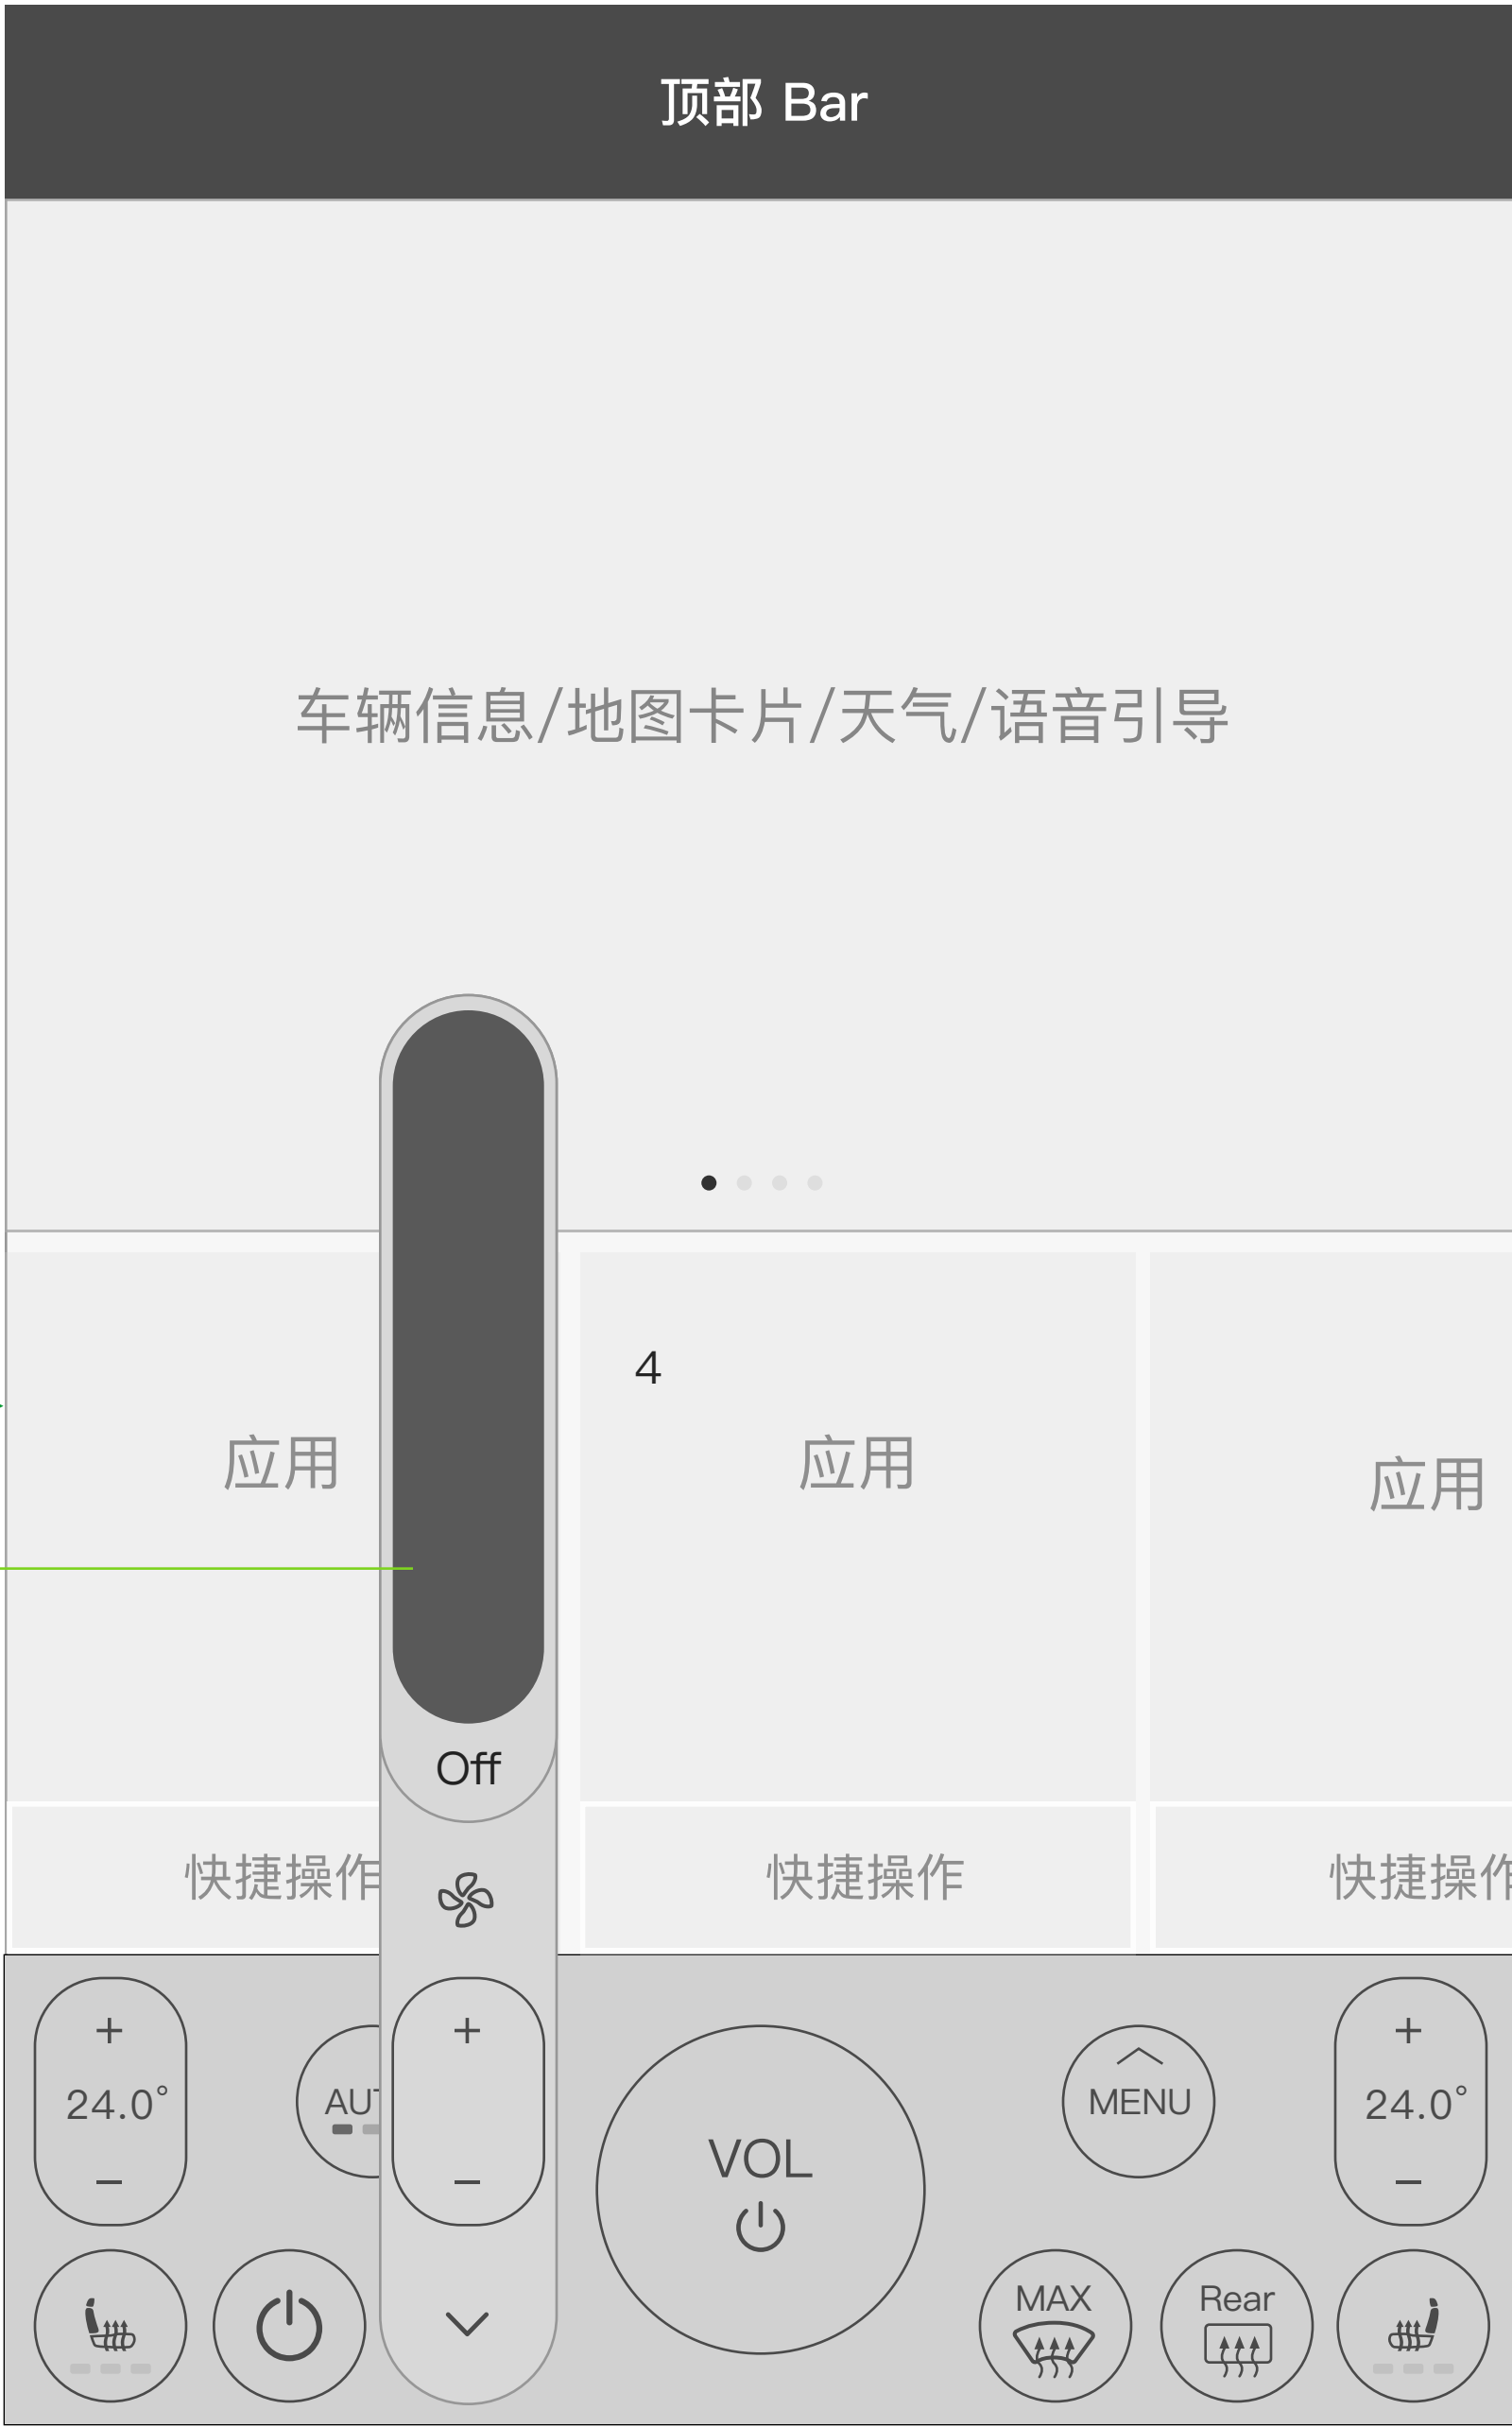 顶部 Bar
车辆信息/地图卡片/天气/语音引导
4
应用
应用
应用
Off
快捷操作
快捷操作
快捷操作
+
+
+
24.0°
AUT
MENU
24.0°
−
−
−
VOL
MAX
Rear